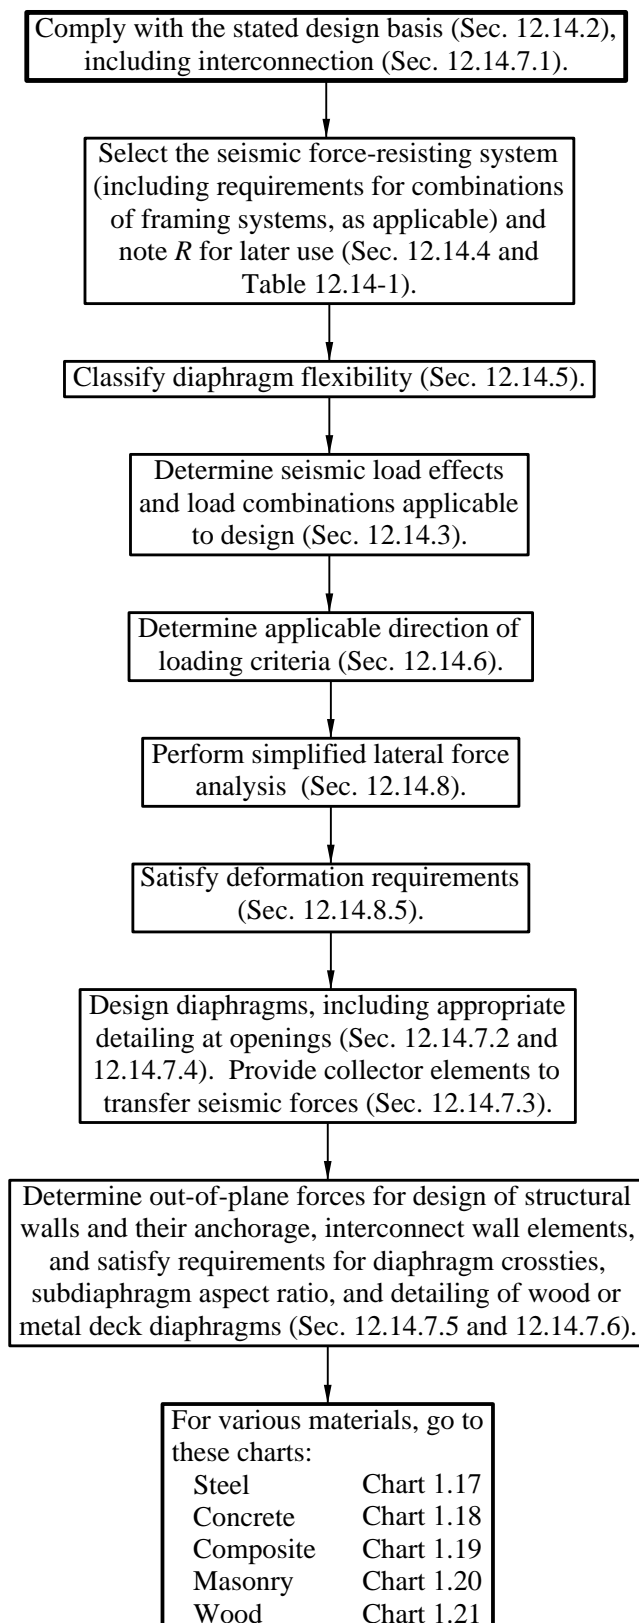 Comply with the stated design basis (Sec. 12.14.2),
including interconnection (Sec. 12.14.7.1).
Select the seismic force-resisting system
(including requirements for combinations
of framing systems, as applicable) and
note R for later use (Sec. 12.14.4 and
Table 12.14-1).
Classify diaphragm flexibility (Sec. 12.14.5).
Determine seismic load effects
and load combinations applicable
to design (Sec. 12.14.3).
Determine applicable direction of
loading criteria (Sec. 12.14.6).
Perform simplified lateral force
analysis (Sec. 12.14.8).
Satisfy deformation requirements
(Sec. 12.14.8.5).
Design diaphragms, including appropriate
detailing at openings (Sec. 12.14.7.2 and
12.14.7.4). Provide collector elements to
transfer seismic forces (Sec. 12.14.7.3).
Determine out-of-plane forces for design of structural
walls and their anchorage, interconnect wall elements,
and satisfy requirements for diaphragm crossties,
subdiaphragm aspect ratio, and detailing of wood or
metal deck diaphragms (Sec. 12.14.7.5 and 12.14.7.6).
For various materials, go to
these charts:
Steel Chart 1.17
Concrete Chart 1.18
Composite Chart 1.19
Masonry Chart 1.20
Wood Chart 1.21